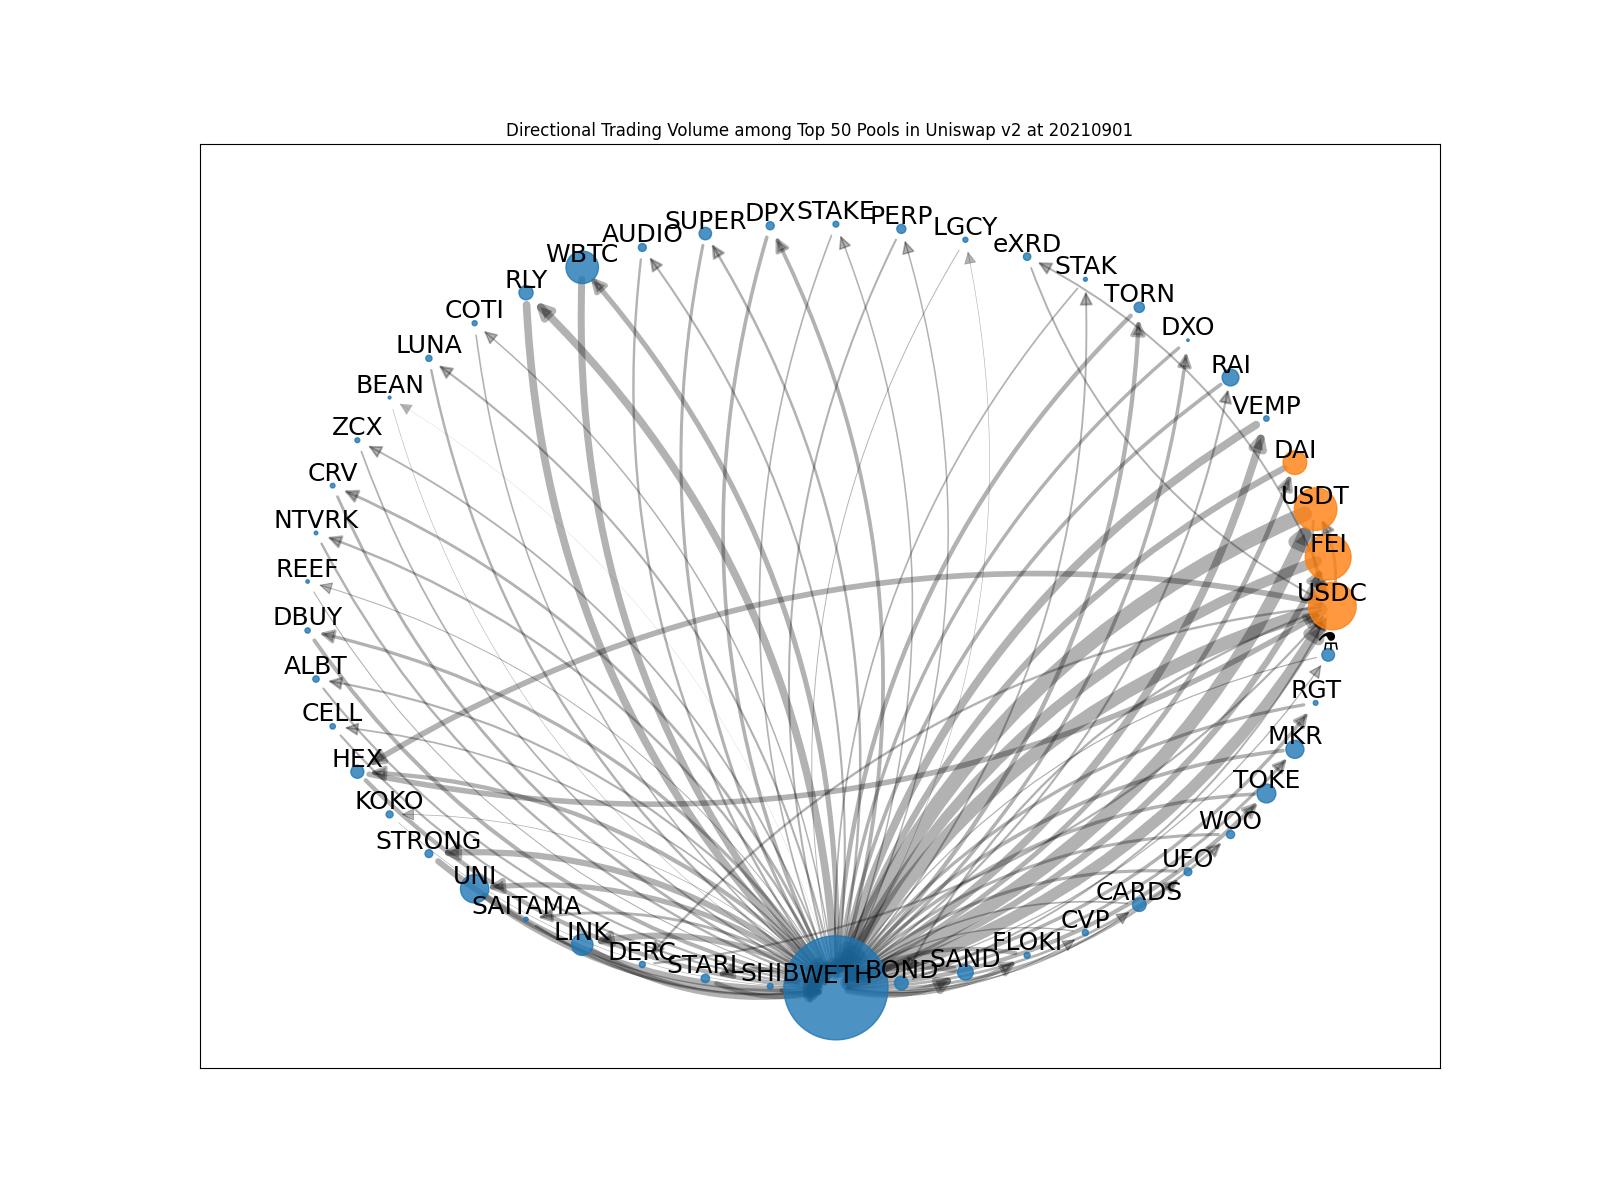 Directional Trading Volume among Top 50 Pools in Uniswap v2 at 20210901
STAKE
DPX
PERP
SUPER
LGCY
AUDIO
eXRD
WBTC
STAK
RLY
TORN
COTI
DXO
LUNA
RAI
BEAN
VEMP
ZCX
DAI
CRV
USDT
NTVRK
FEI
REEF
USDC
DBUY
⚗
ALBT
RGT
CELL
MKR
HEX
TOKE
KOKO
WOO
STRONG
UFO
UNI
CARDS
SAITAMA
CVP
LINK
FLOKI
DERC
SAND
STARL
BOND
SHIB
WETH